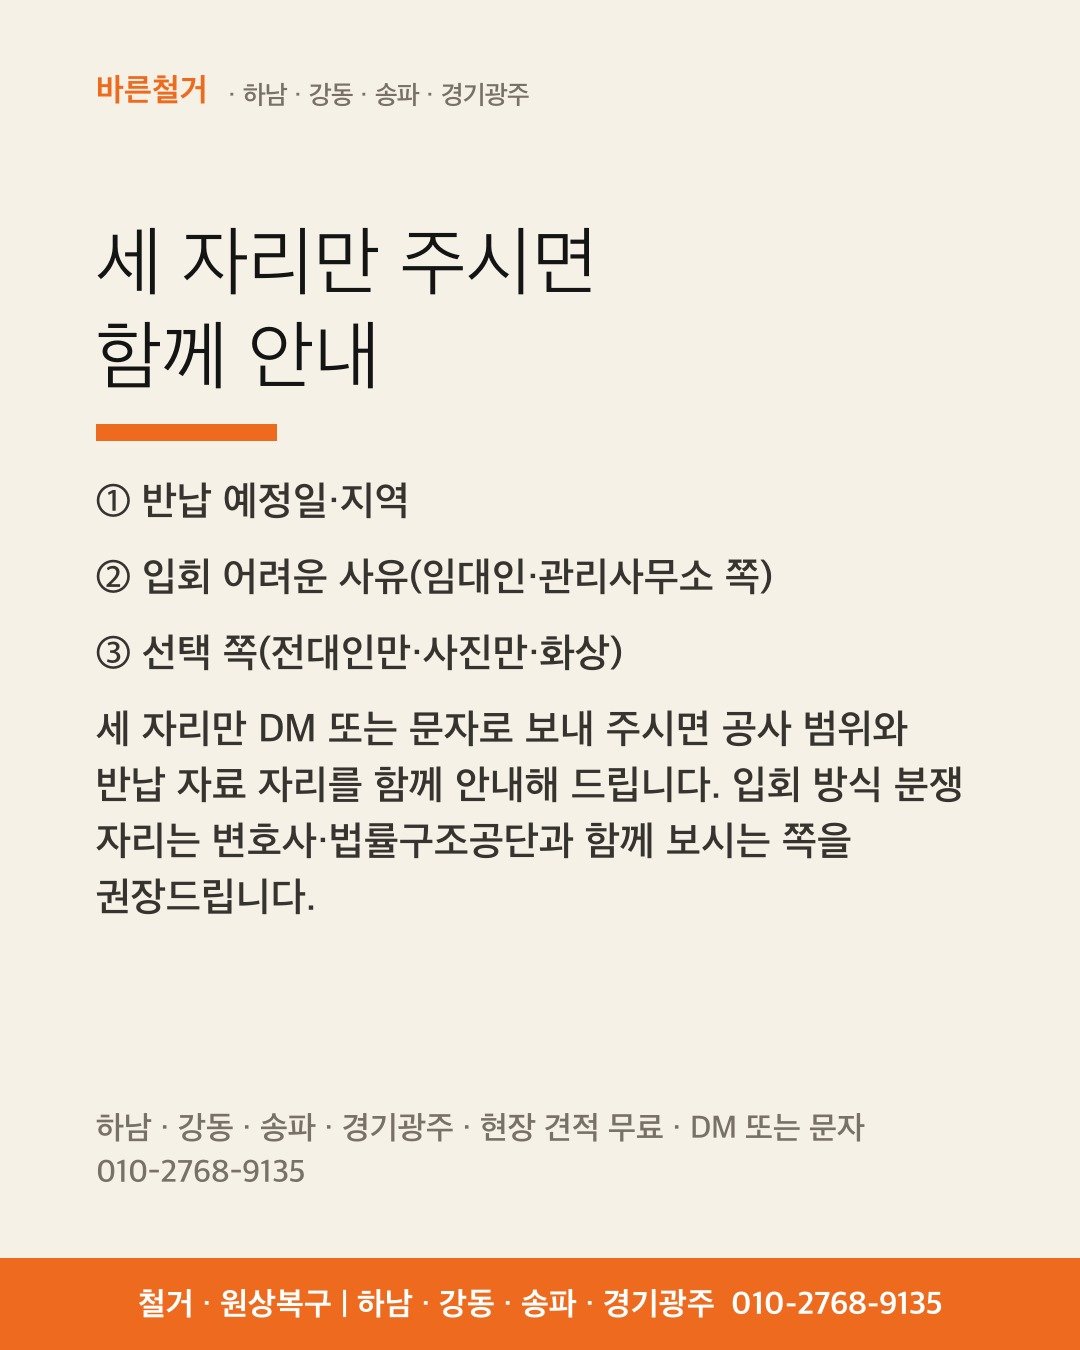 바른철거 · 하남 · 강동 · 송파 · 경기광주
세 자리만 주시면
함께 안내
① 반납 예정일·지역
② 입회 어려운 사유(임대인·관리사무소 쪽)
③ 선택 쪽(전대인만·사진만·화상)
세 자리만 DM 또는 문자로 보내 주시면 공사 범위와
반납 자료 자리를 함께 안내해 드립니다. 입회 방식 분쟁
자리는 변호사·법률구조공단과 함께 보시는 쪽을
권장드립니다.
하남 · 강동 · 송파 · 경기광주 · 현장 견적 무료 · DM 또는 문자
010-2768-9135
철거 · 원상복구 | 하남 · 강동 · 송파 · 경기광주 010-2768-9135